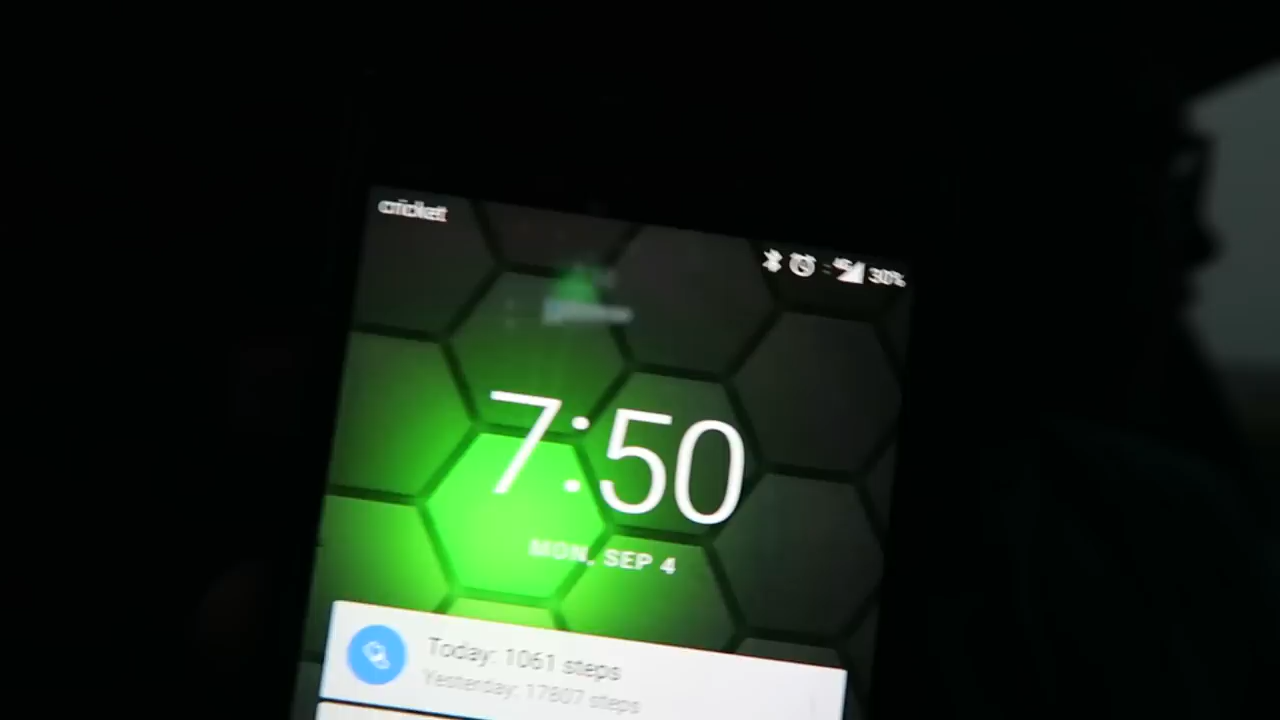 cricket
30%
7:50
MON, SEP 4
Today: 1061 steps
Yesterday: 17807 steps